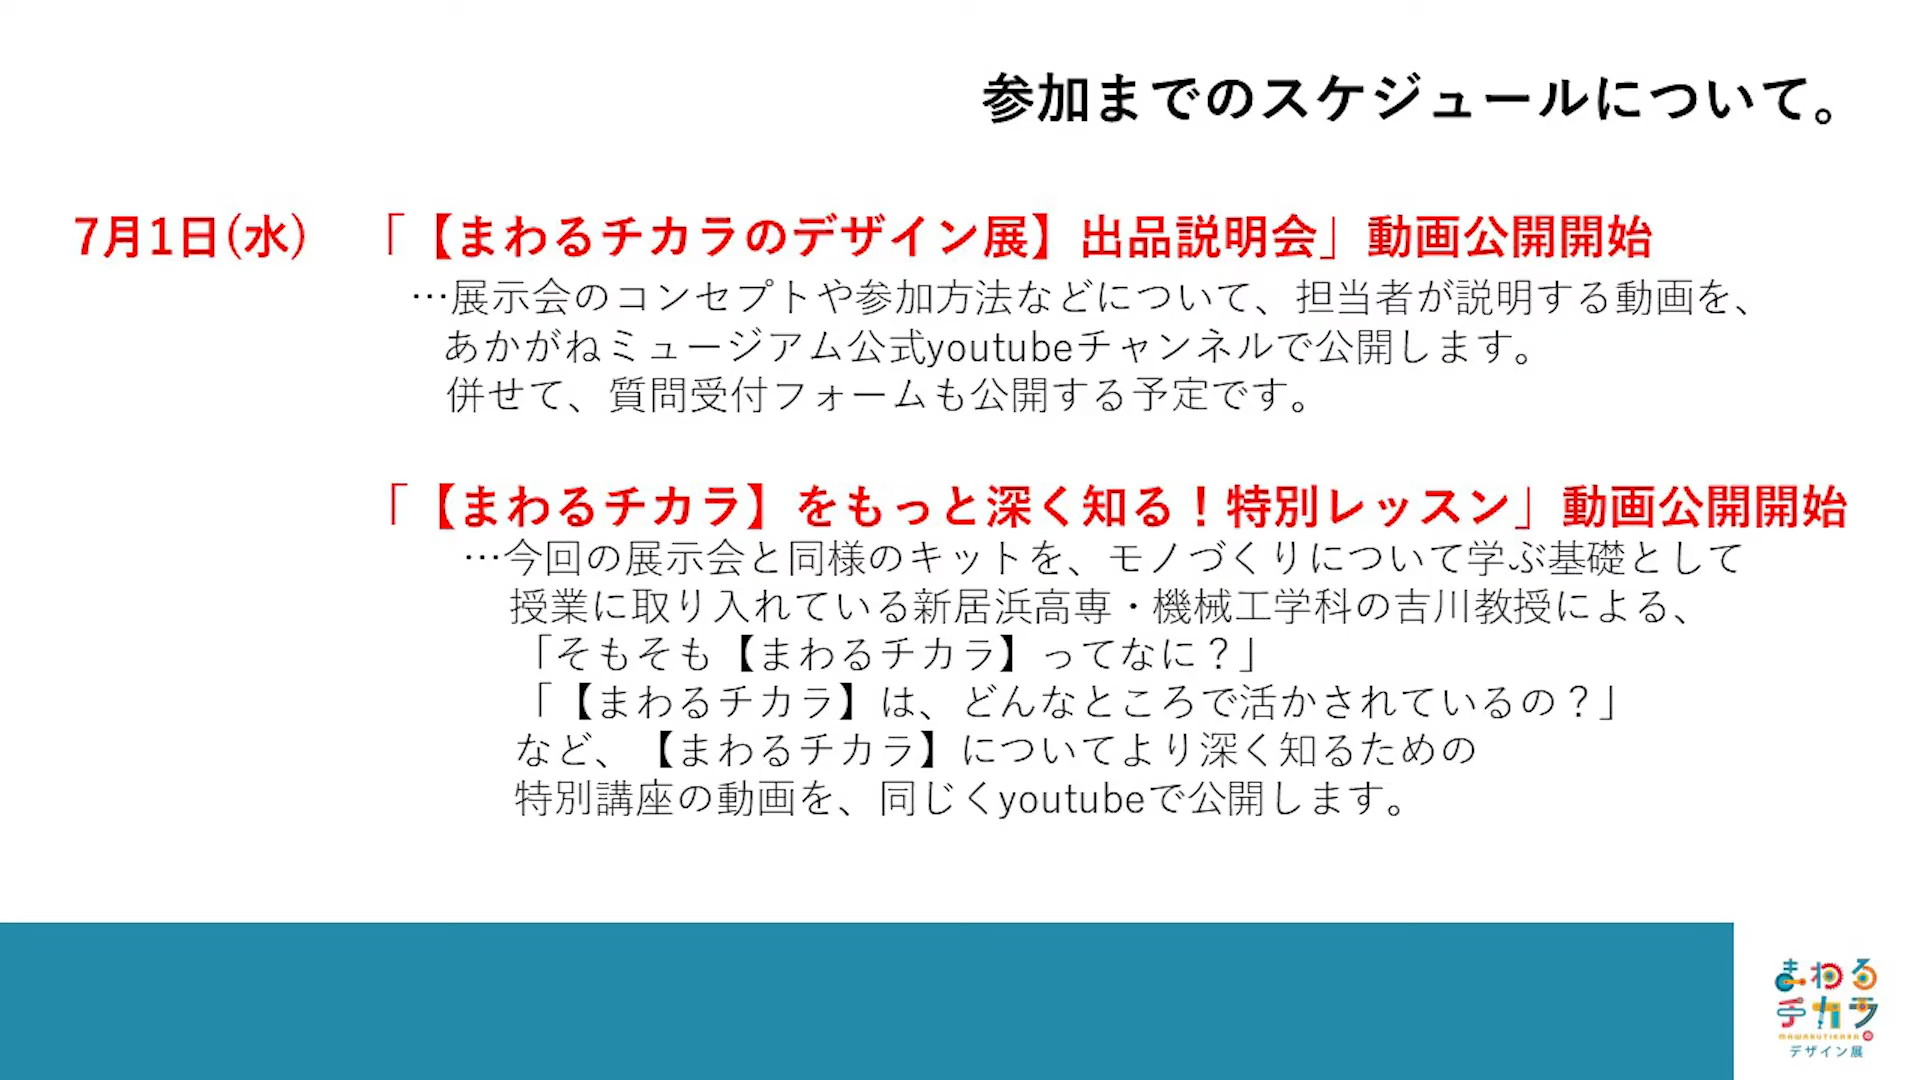 参加までのスケジュールについて。
7月1日(水) 「【まわるチカラのデザイン展】出品説明会」動画公開開始
…展示会のコンセプトや参加方法などについて、担当者が説明する動画を、
あかがねミュージアム公式youtubeチャンネルで公開します。
併せて、質問受付フォームも公開する予定です。
「【まわるチカラ】をもっと深く知る！特別レッスン」動画公開開始
…今回の展示会と同様のキットを、モノづくりについて学ぶ基礎として
授業に取り入れている新居浜高専・機械工学科の吉川教授による、
「そもそも【まわるチカラ】ってなに？」
「【まわるチカラ】は、どんなところで活かされているの？」
など、【まわるチカラ】についてより深く知るための
特別講座の動画を、同じくyoutubeで公開します。
まわる
チカラ。
MAWARUTIKARA
デザイン展